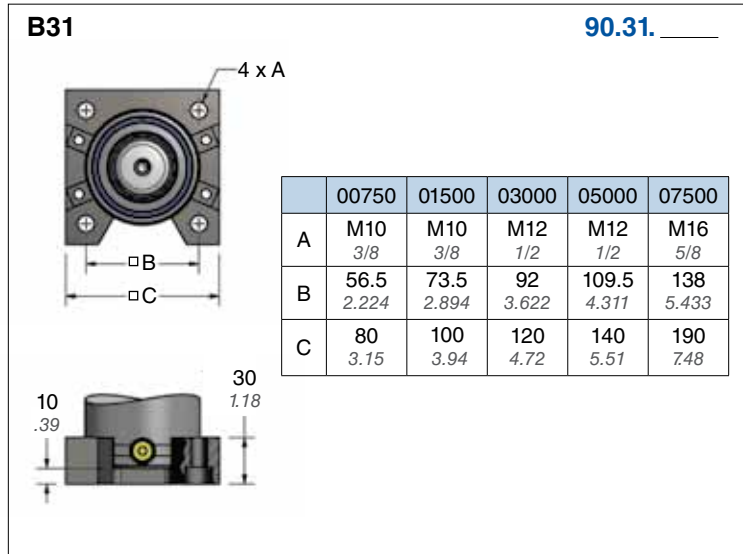 B31 90.31. _____
4 x A
□ B
□ C
00750 01500 03000 05000 07500
A M10 M10 M12 M12 M16
3/8 3/8 1/2 1/2 5/8
B 56.5 73.5 92 109.5 138
2.224 2.894 3.622 4.311 5.433
C 80 100 120 140 190
3.15 3.94 4.72 5.51 7.48
30
1.18
10
.39